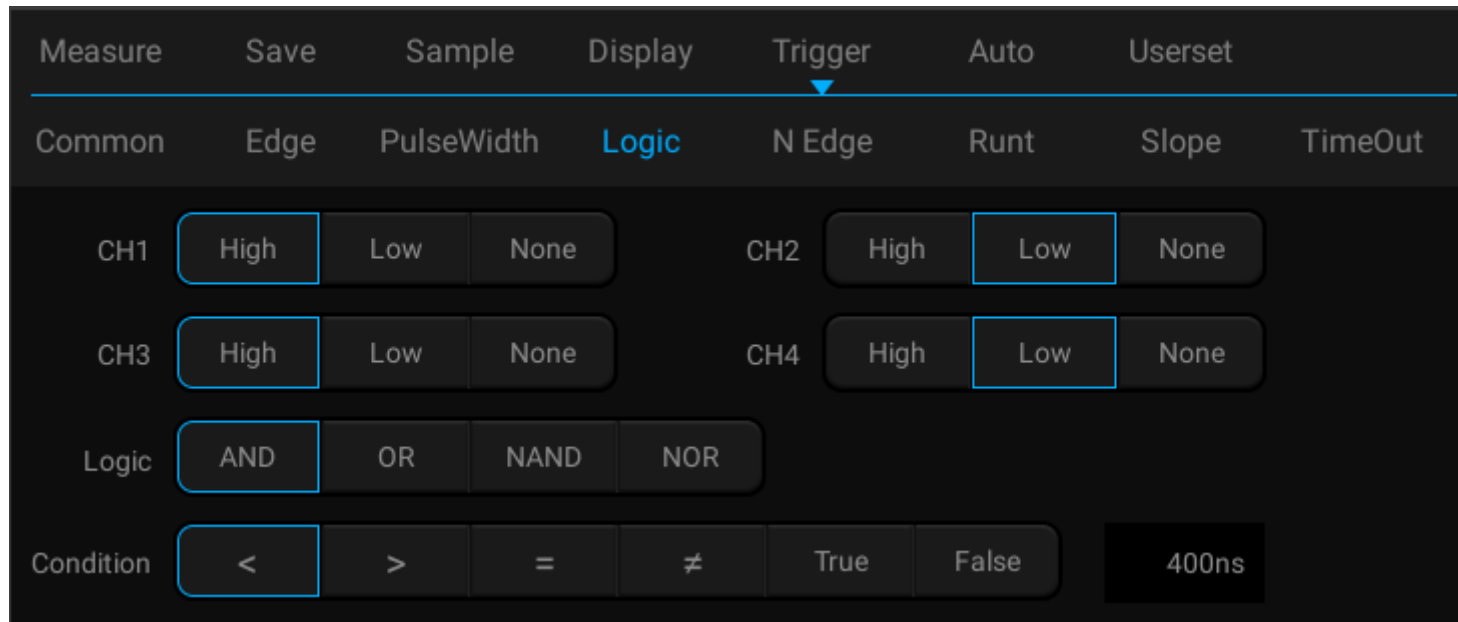 Measure Save Sample Display Trigger Auto Userset
Common Edge PulseWidth Logic N Edge Runt Slope TimeOut
CH1 High Low None CH2 High Low None
CH3 High Low None CH4 High Low None
Logic AND OR NAND NOR
Condition < > = ≠ True False 400ns